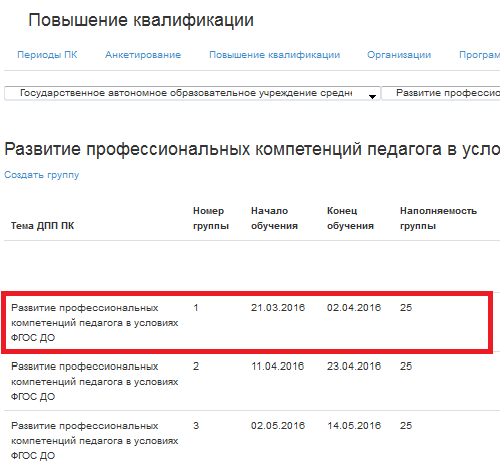 Повышение квалификации
Периоды ПК Анкетирование Повышение квалификации Организации Програм
Государственное автономное образовательное учреждение средне Развитие профессио
Развитие профессиональных компетенций педагога в усло
Создать группу
Тема ДПП ПК Номер группы Начало обучения Конец обучения Наполняемость группы
Развитие профессиональных 1 21.03.2016 02.04.2016 25
компетенций педагога в условиях
ФГОС ДО
Развитие профессиональных 2 11.04.2016 23.04.2016 25
компетенций педагога в условиях
ФГОС ДО
Развитие профессиональных 3 02.05.2016 14.05.2016 25
компетенций педагога в условиях
ФГОС ДО